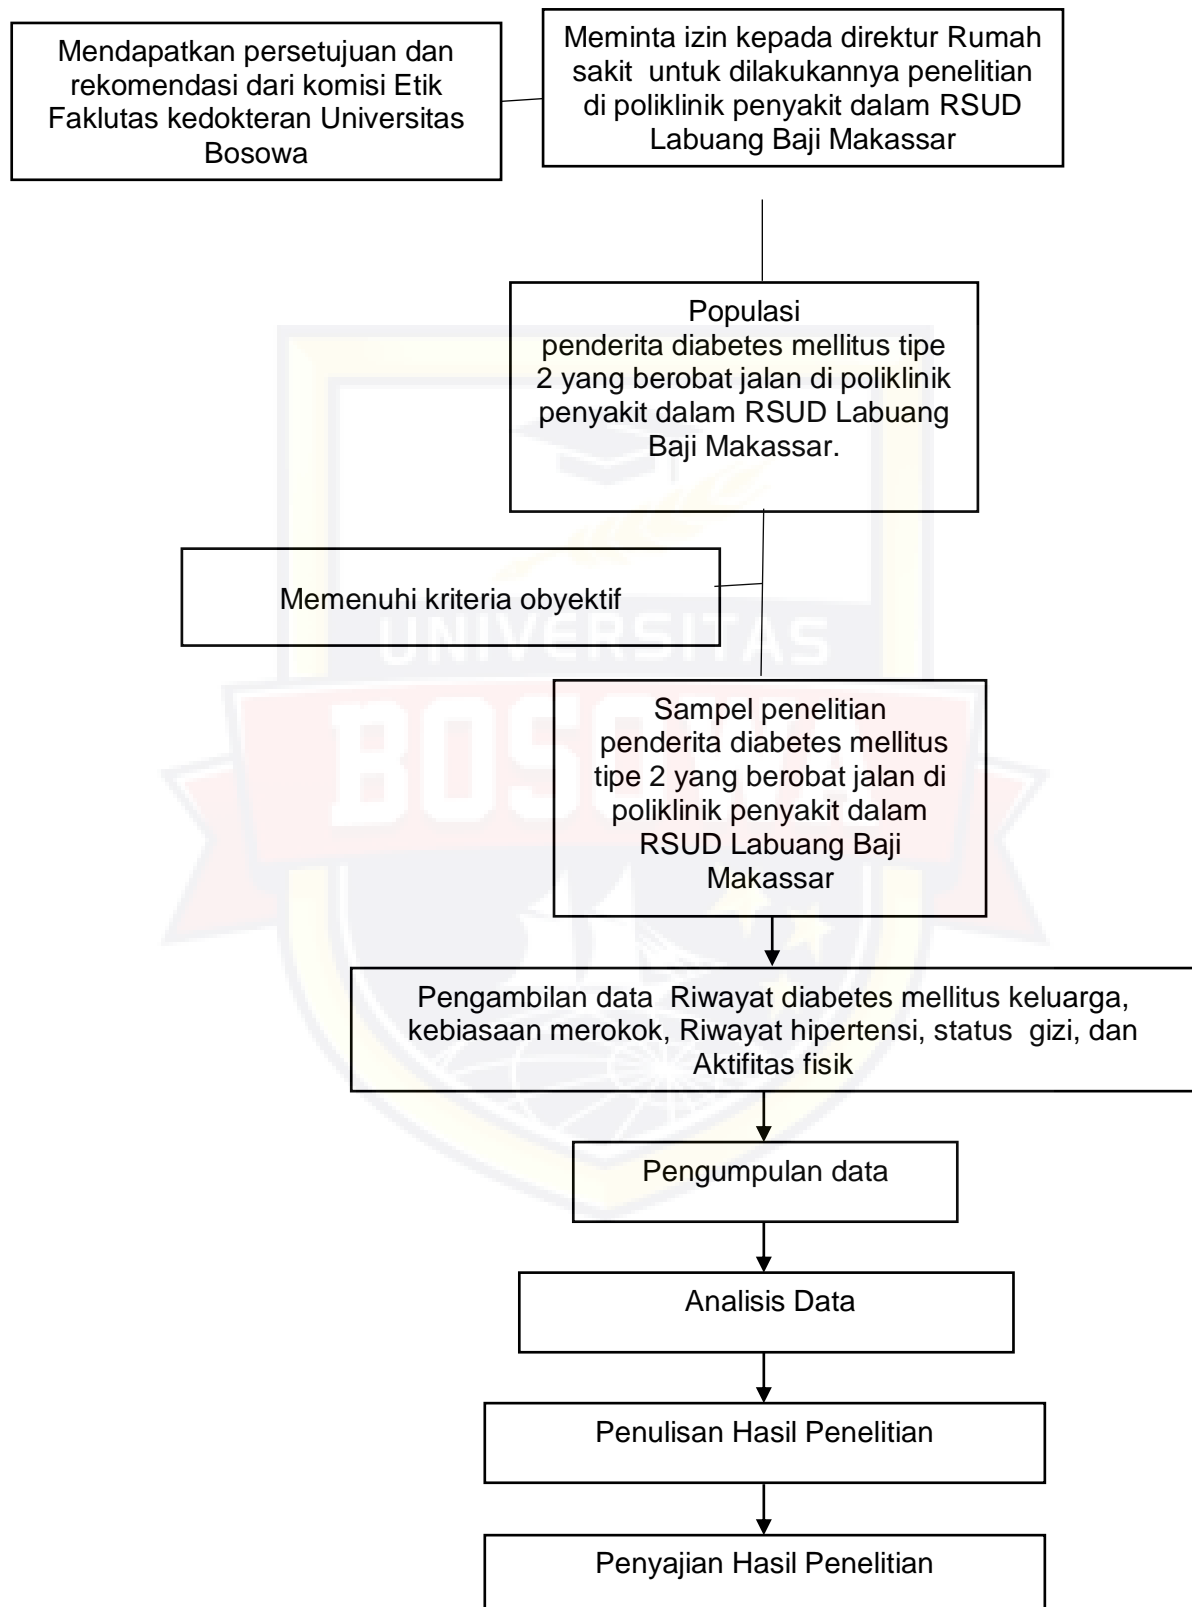 Mendapatkan persetujuan dan
rekomendasi dari komisi Etik
Faklutas kedokteran Universitas
Bosowa
Meminta izin kepada direktur Rumah
sakit untuk dilakukannya penelitian
di poliklinik penyakit dalam RSUD
Labuang Baji Makassar
Populasi
penderita diabetes mellitus tipe
2 yang berobat jalan di poliklinik
penyakit dalam RSUD Labuang
Baji Makassar.
Memenuhi kriteria obyektif
UNIVERSITAS
BOSOWA
Sampel penelitian
penderita diabetes mellitus
tipe 2 yang berobat jalan di
poliklinik penyakit dalam
RSUD Labuang Baji
Makassar
Pengambilan data Riwayat diabetes mellitus keluarga,
kebiasaan merokok, Riwayat hipertensi, status gizi, dan
Aktifitas fisik
Pengumpulan data
Analisis Data
Penulisan Hasil Penelitian
Penyajian Hasil Penelitian